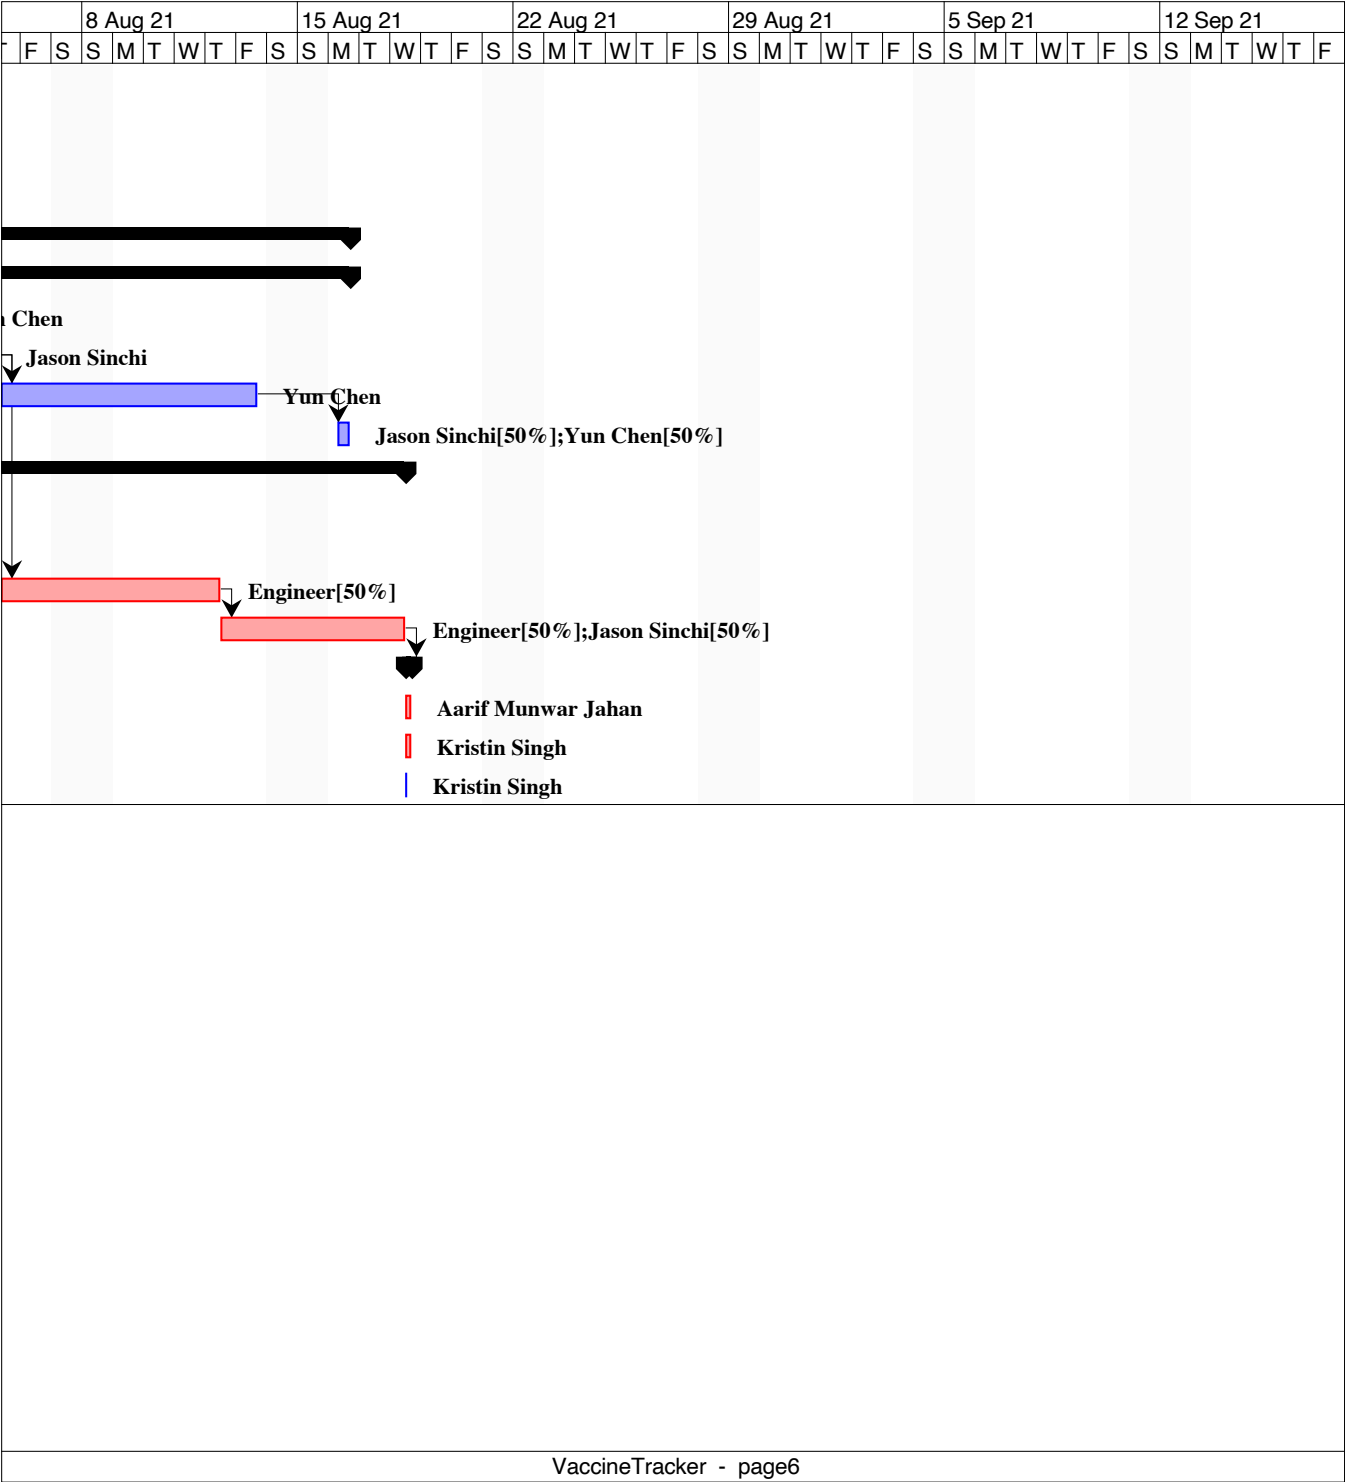 8 Aug 21 15 Aug 21 22 Aug 21 29 Aug 21 5 Sep 21 12 Sep 21
F S S M T W T F S S M T W T F S S M T W T F S S M T W T F S S M T W T F S S M T W T F
Chen
Jason Sinchi
Yun Chen
Jason Sinchi[50%];Yun Chen[50%]
Engineer[50%]
Engineer[50%];Jason Sinchi[50%]
Aarif Munwar Jahan
Kristin Singh
Kristin Singh
VaccineTracker - page6